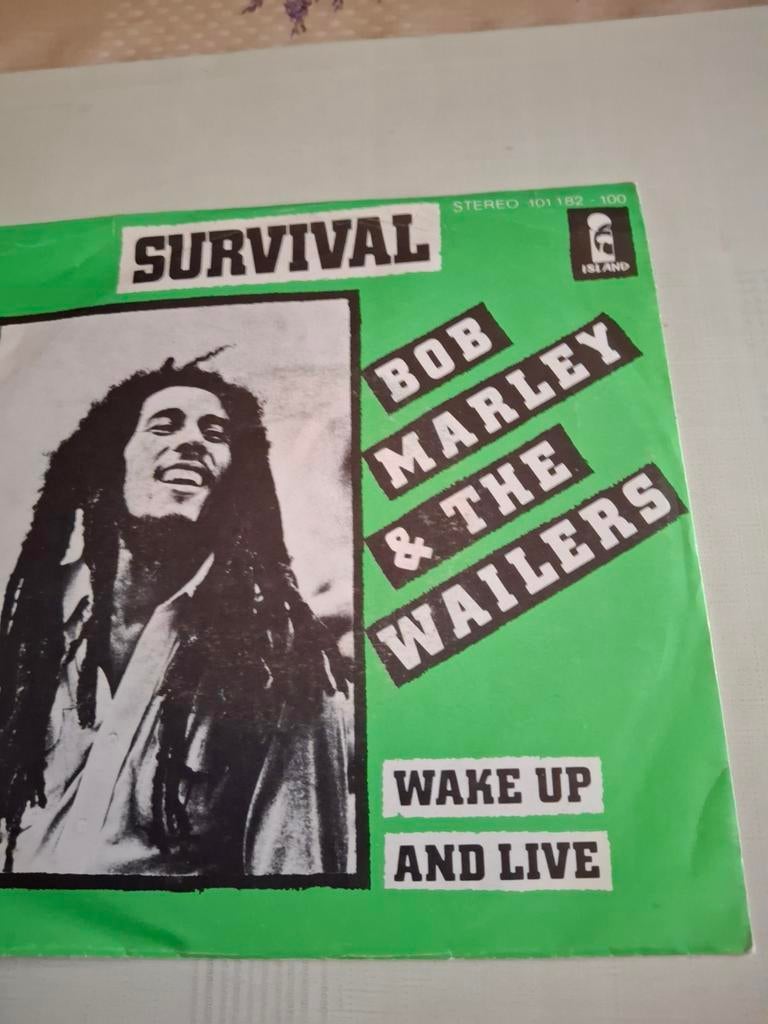 STEREO 101 182 - 100
SURVIVAL
ISLAND
BOB
MARLEY
& THE
WAILERS
WAKE UP
AND LIVE